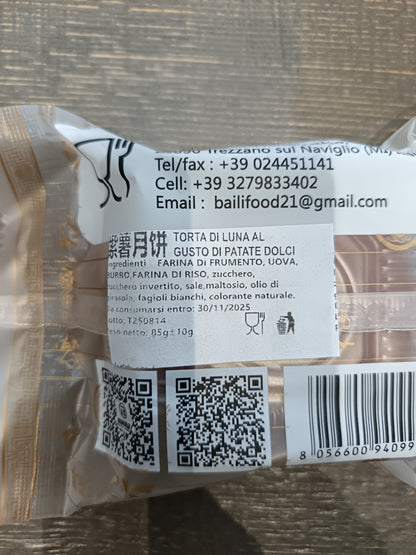 Trezzano sul Naviglio (MI)
Tel/fax : +39 024451141
Cell: +39 3279833402
Email : bailifood21@gmail.com
紫薯月饼 TORTA DI LUNA AL
GUSTO DI PATATE DOLCI
ingredienti : FARINA Di FRUMENTO, UOVA,
BURRO,FARINA DI RISO, zucchero,
zucchero invertito, sale,maltosio, olio di
girasole, fagioli bianchi, colorante naturale.
Da consumarsi entro: 30/11/2025
Lotto: T250814
Peso netto: 85g±10g
8 056600 94099